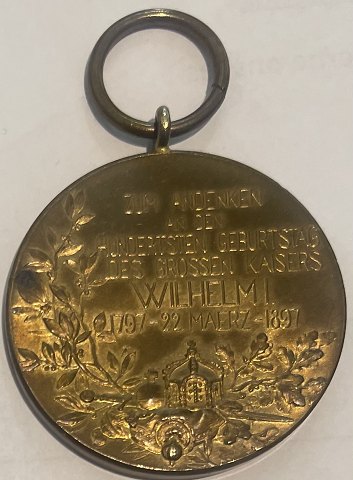 ZUM ANDENKEN
AN DEN
HUNDERTSTEN GEBURTSTAG
DES GROSSEN KAISERS
WILHELM I.
1797-22 MAERZ-1897